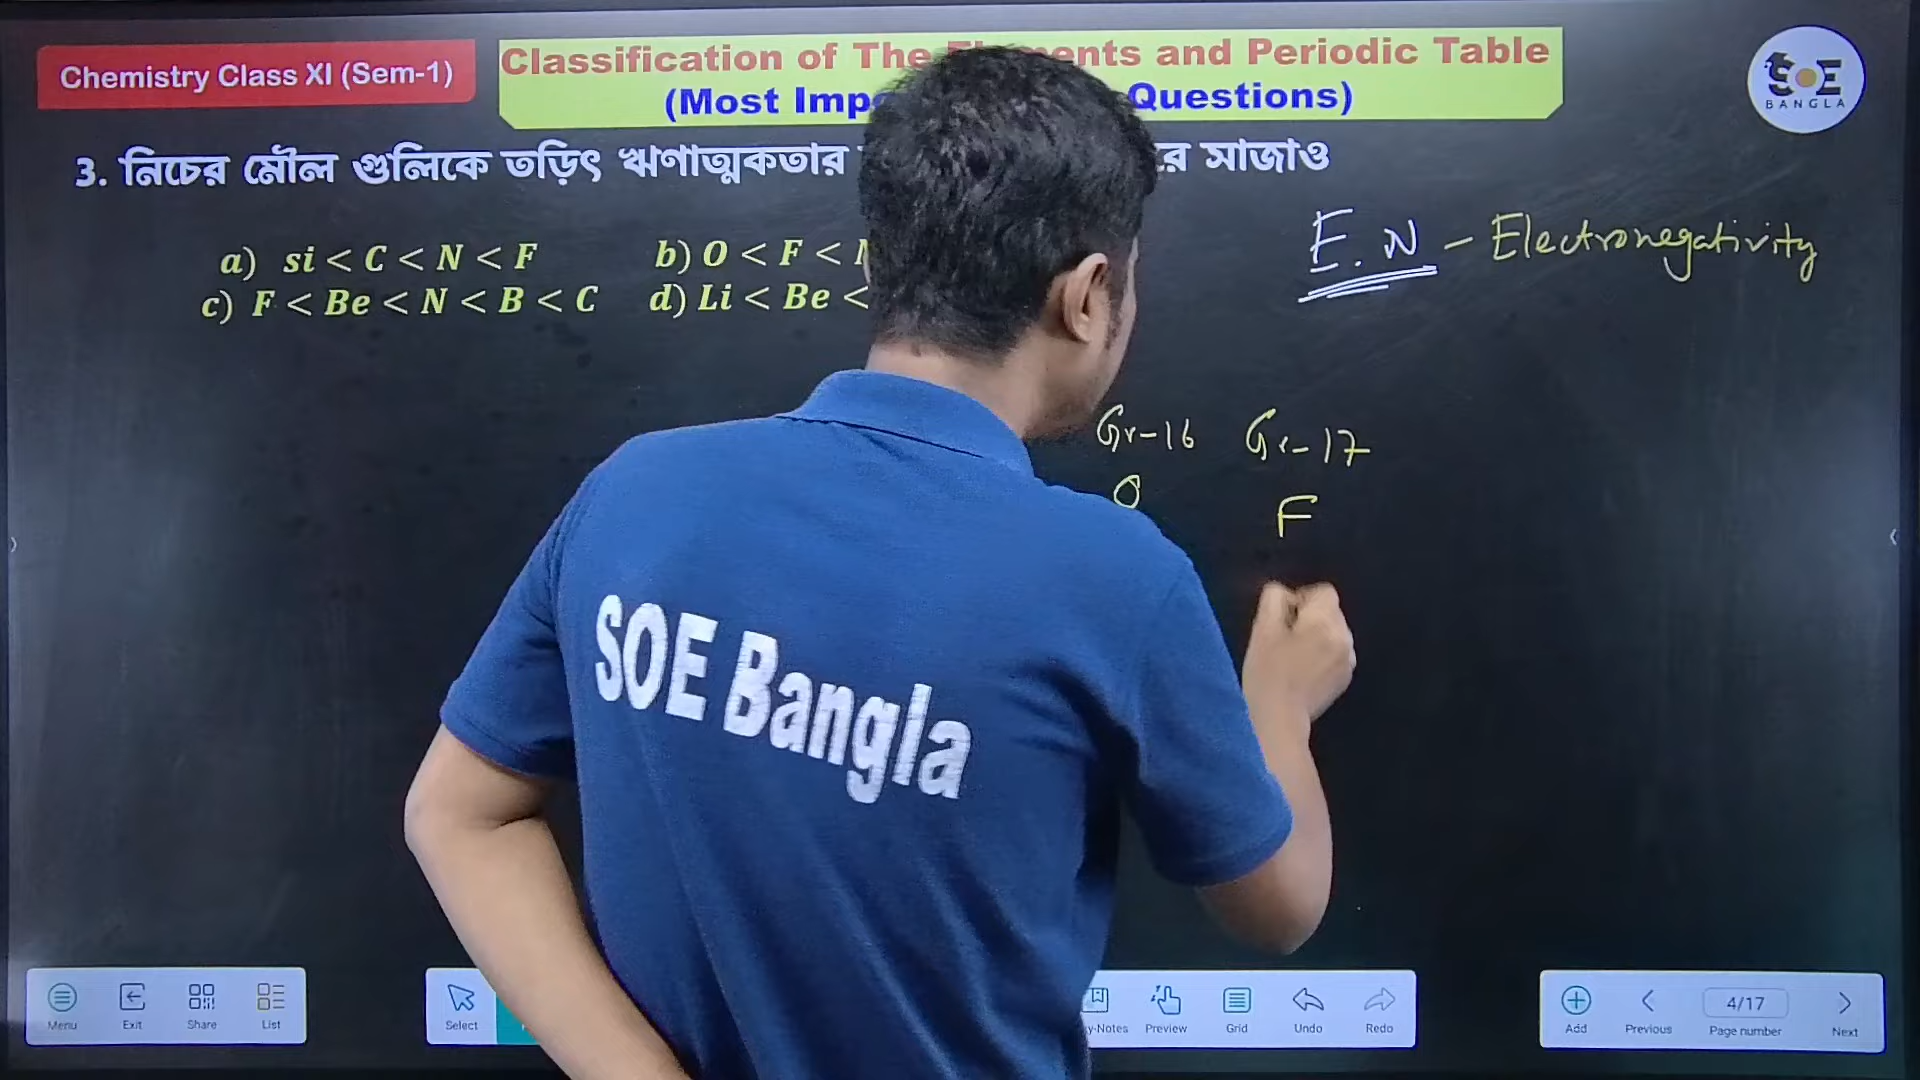 Chemistry Class XI (Sem-1)
Classification of The Elements and Periodic Table
(Most Questions)
SOE
BANGLA
3. নিচের মৌল গুলিকে তড়িৎ ঋণাত্মকতার সাজাও
a) si < C < N < F
b) O < F <
c) F < Be < N < B < C
d) Li < Be <
E.N - Electronegativity
Gr-16 Gr-17
O F
SOE Bangla
Menu Exit Share List
Select
Preview Grid Undo Redo
Add Previous 4/17 Page number Next